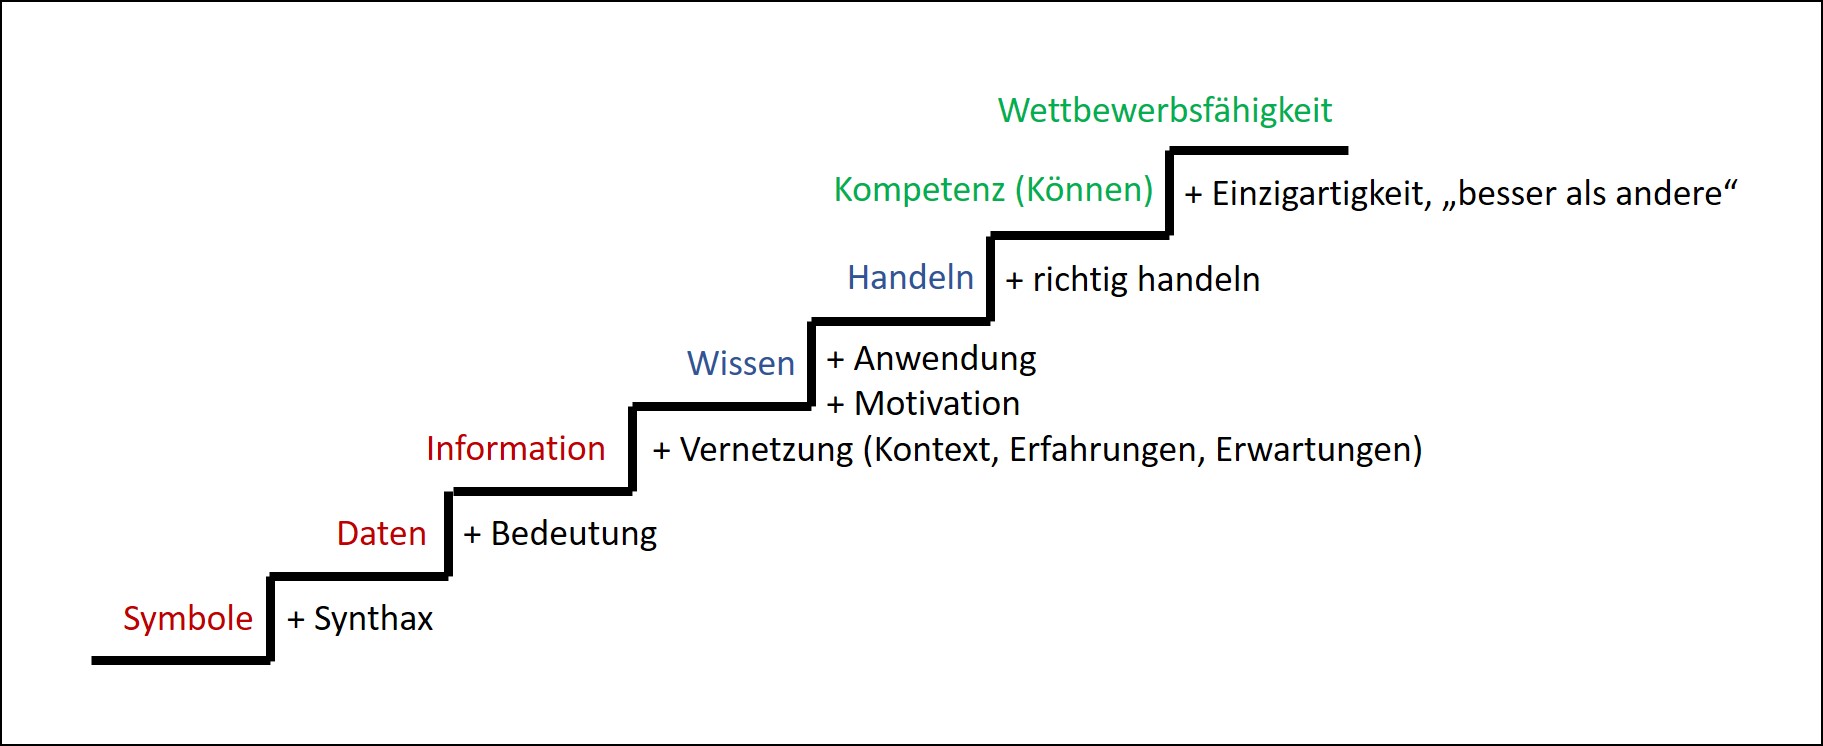 Wettbewerbsfähigkeit
Kompetenz (Können)
+ Einzigartigkeit, „besser als andere“
Handeln
+ richtig handeln
Wissen
+ Anwendung
+ Motivation
Information
+ Vernetzung (Kontext, Erfahrungen, Erwartungen)
Daten
+ Bedeutung
Symbole
+ Synthax